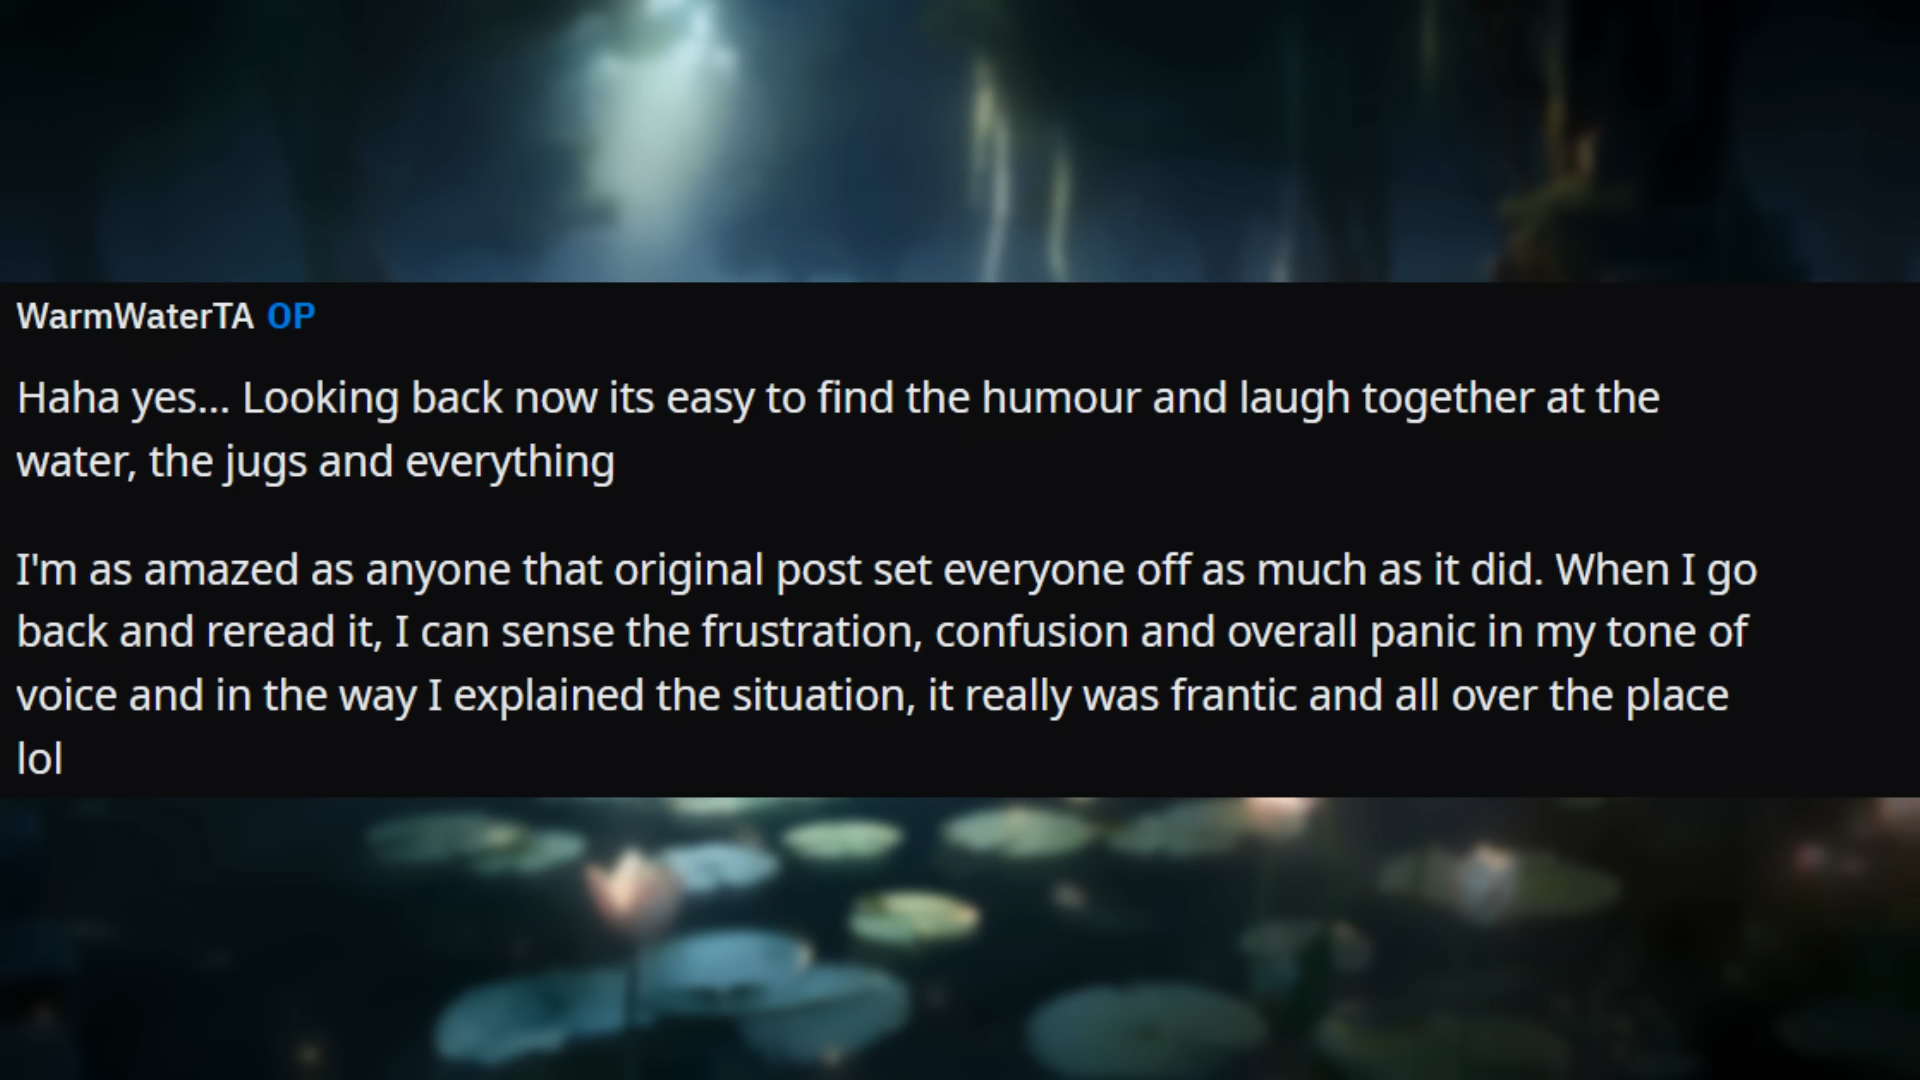 WarmWaterTA OP
Haha yes... Looking back now its easy to find the humour and laugh together at the
water, the jugs and everything
I'm as amazed as anyone that original post set everyone off as much as it did. When I go
back and reread it, I can sense the frustration, confusion and overall panic in my tone of
voice and in the way I explained the situation, it really was frantic and all over the place
lol